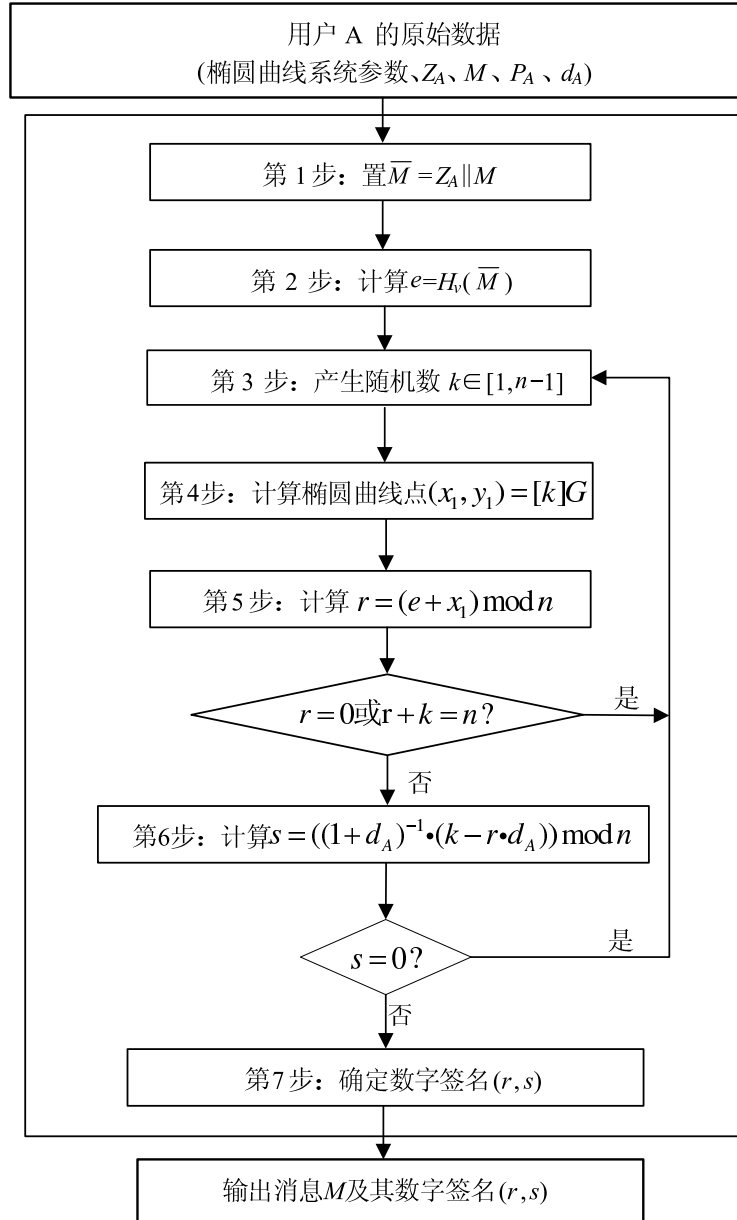 用户 A 的原始数据
(椭圆曲线系统参数、Z_A、M、P_A、d_A)
第 1 步：置M̅ = Z_A||M
第 2 步：计算e=H_v( M̅ )
第 3 步：产生随机数 k∈[1,n−1]
第4步：计算椭圆曲线点(x₁, y₁) = [k]G
第5步：计算 r = (e + x₁) mod n
r = 0或r + k = n?
是
否
第6步：计算s = ((1+d_A)⁻¹•(k − r•d_A)) mod n
s = 0?
是
否
第7步：确定数字签名(r, s)
输出消息M及其数字签名(r, s)